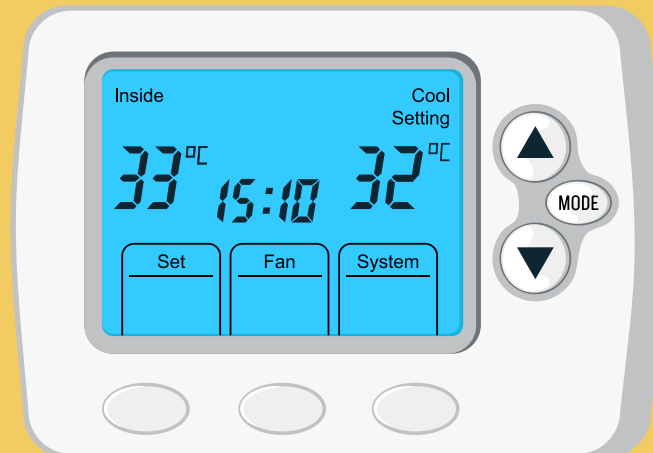 Inside
Cool
Setting
33°C
15:10
32°C
MODE
Set
Fan
System